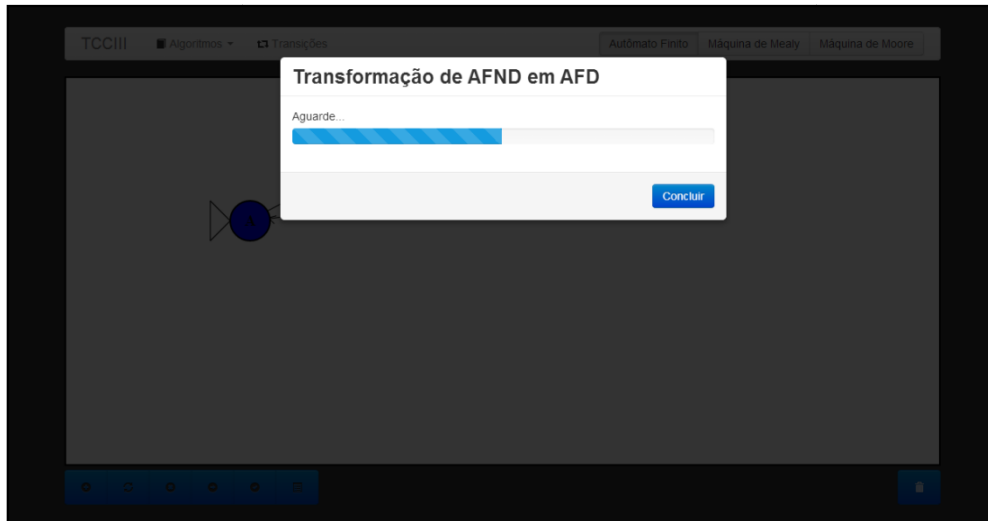 TCCIII Algoritmos Transições Autômato Finito Máquina de Mealy Máquina de Moore
Transformação de AFND em AFD
Aguarde...
Concluir